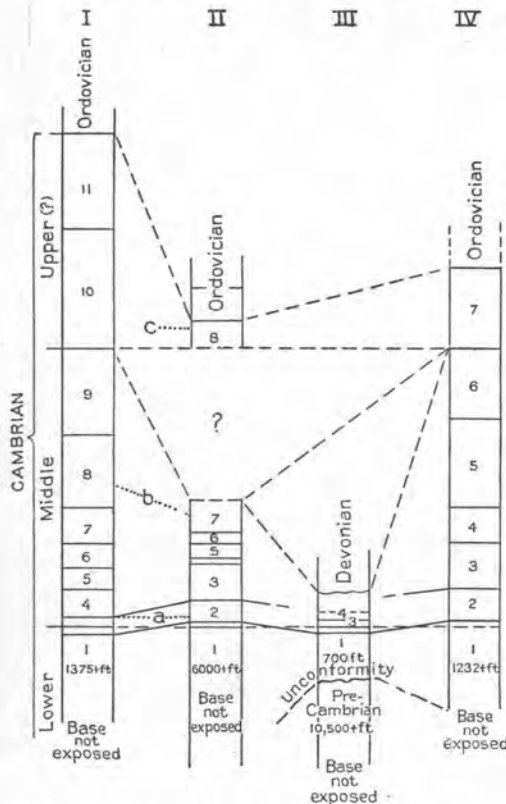 I II III IV
Ordovician
Ordovician
Ordovician
Devonian
CAMBRIAN
Upper (?)
Middle
Lower
11
10
9
8
7
6
5
4
1
1375+ft
Base
not
exposed
c
b
a
8
?
7
6
5
3
2
1
6000+ft
Base
not
exposed
4
3
1
700ft
Unconformity
Pre-
Cambrian
10,500+ft
Base
not
exposed
7
6
5
4
3
2
1
1232+ft
Base
not
exposed